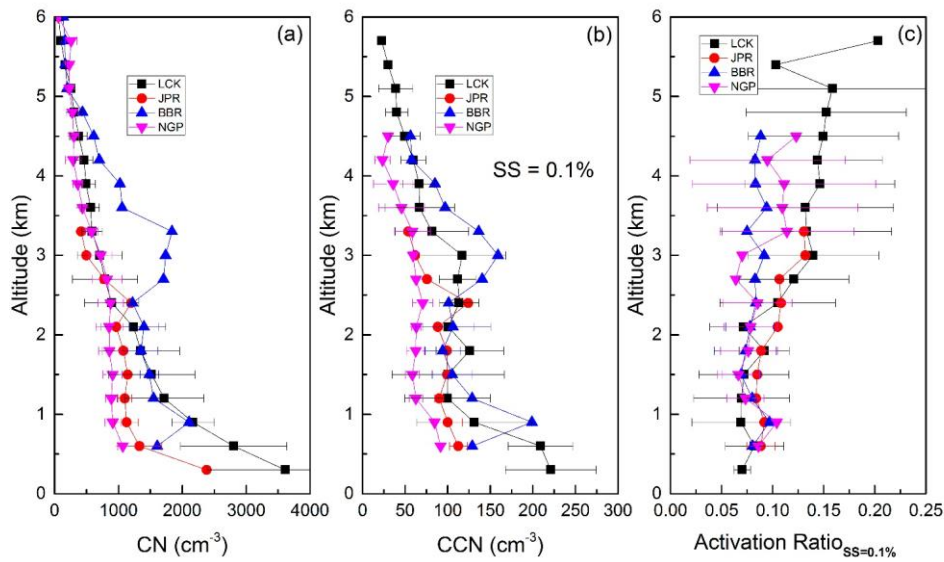 (a)
6
5
4
3
2
1
0
Altitude (km)
LCK
JPR
BBR
NGP
0 1000 2000 3000 4000
CN (cm-3)
(b)
6
5
4
3
2
1
0
Altitude (km)
LCK
JPR
BBR
NGP
SS = 0.1%
0 50 100 150 200 250 300
CCN (cm-3)
(c)
6
5
4
3
2
1
0
Altitude (km)
LCK
JPR
BBR
NGP
0.00 0.05 0.10 0.15 0.20 0.25
Activation RatioSS=0.1%